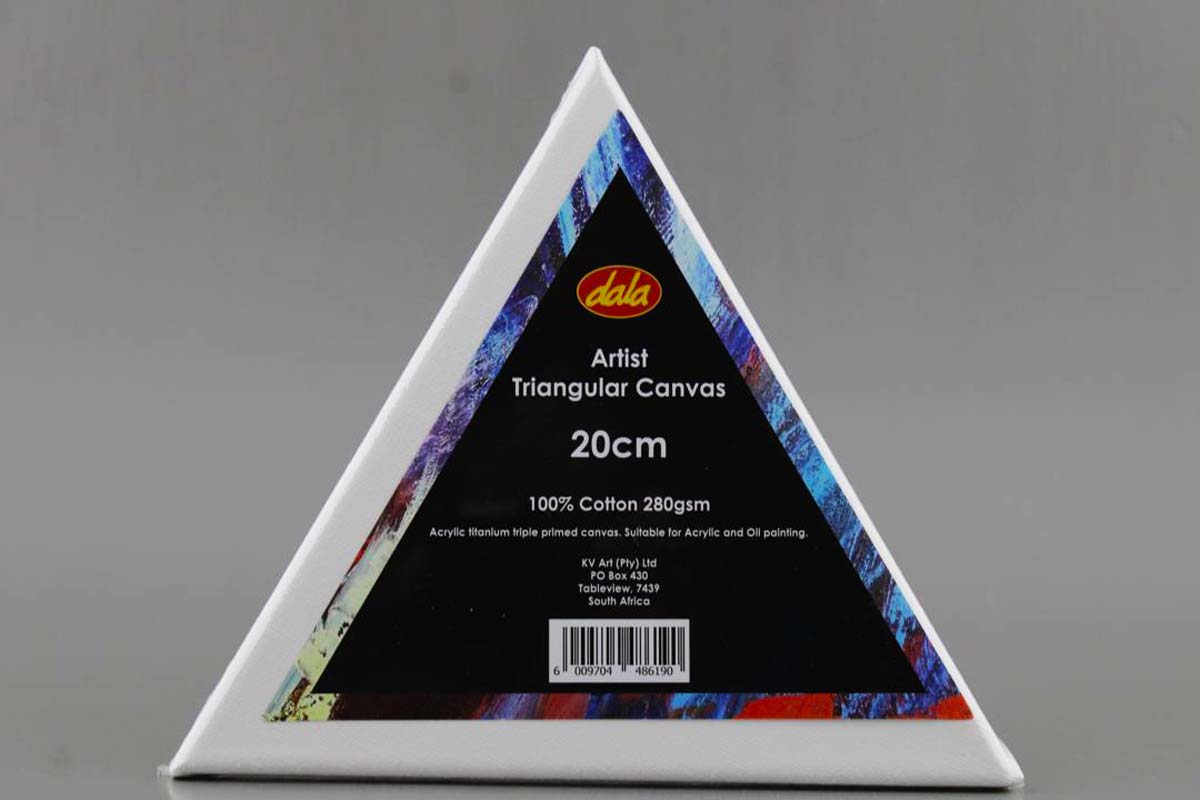 dala
Artist
Triangular Canvas
20cm
100% Cotton 280gsm
Acrylic titanium triple primed canvas. Suitable for Acrylic and Oil painting.
KV Art (Pty) Ltd
PO Box 430
Tableview, 7439
South Africa
6 009704 486190